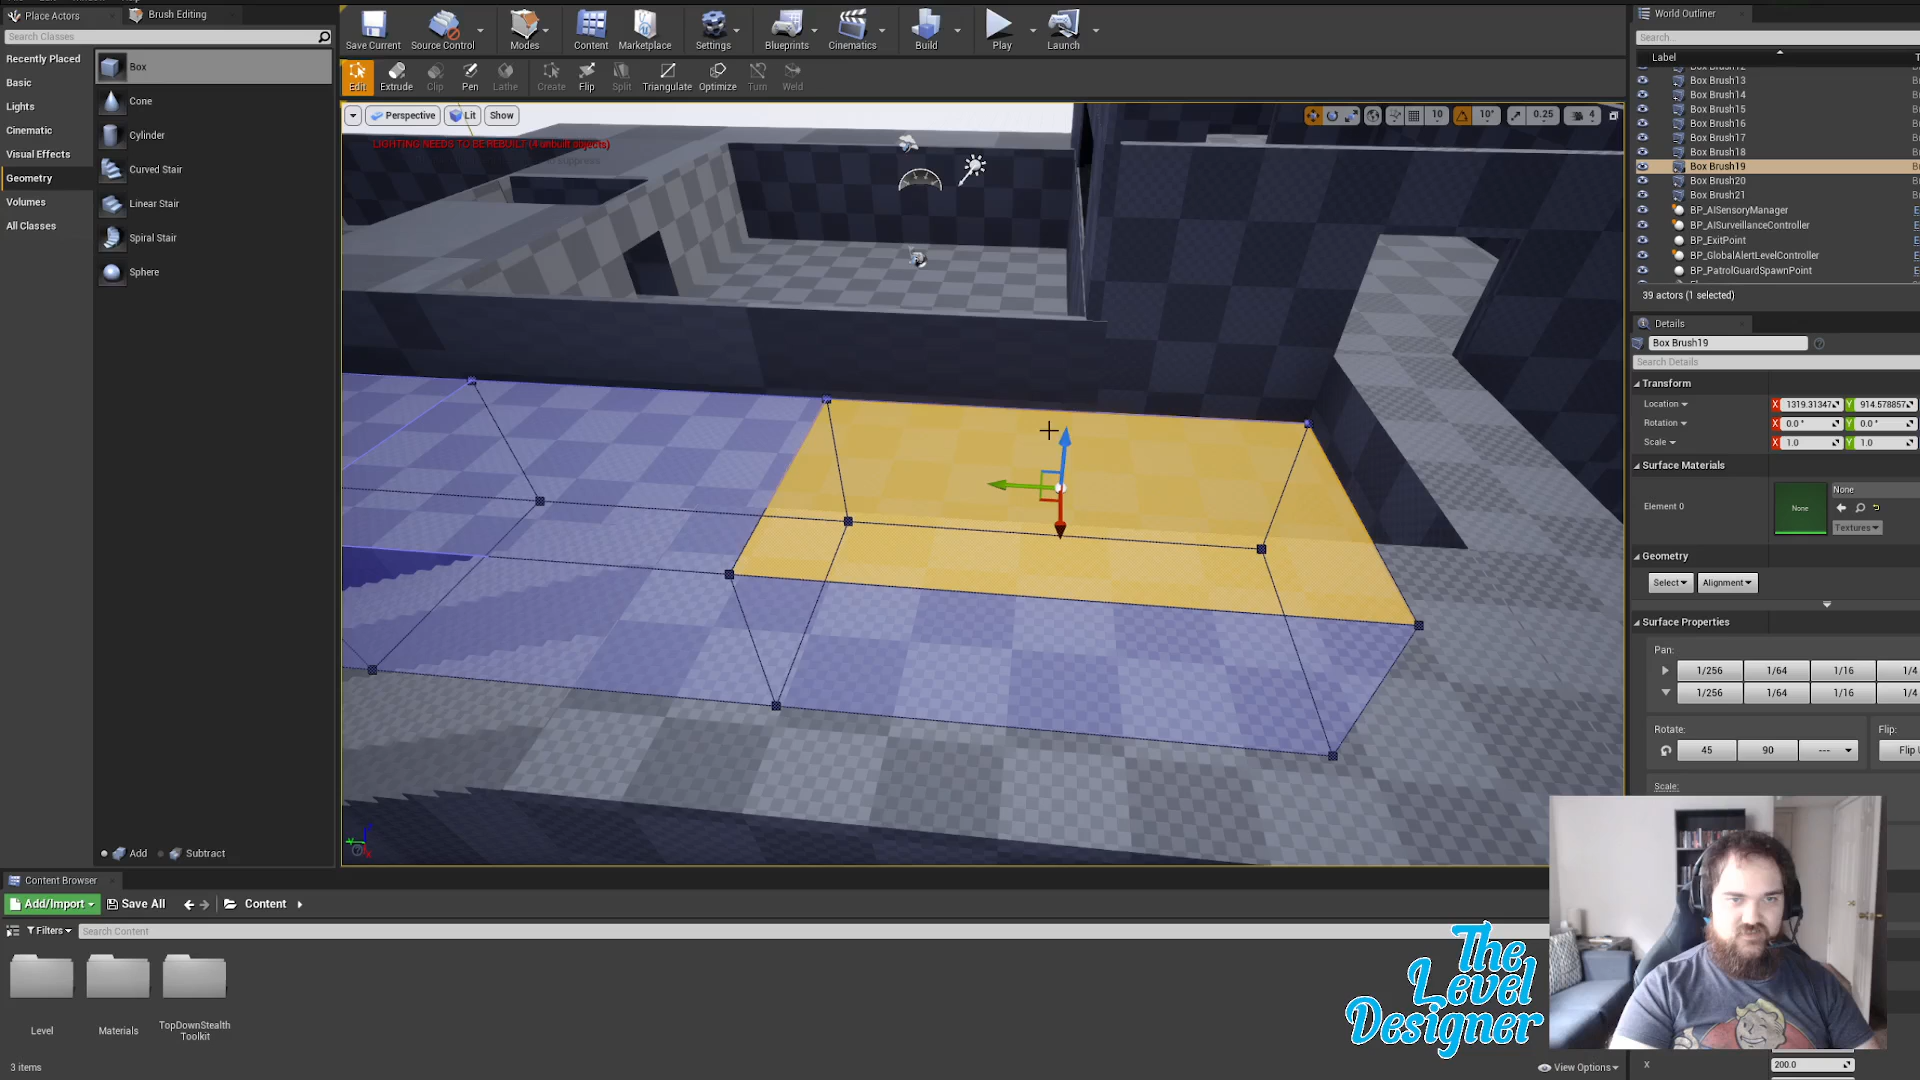 Place Actors
Brush Editing
Search Classes
Recently Placed
Basic
Lights
Cinematic
Visual Effects
Geometry
Volumes
All Classes
Box
Cone
Cylinder
Curved Stair
Linear Stair
Spiral Stair
Sphere
Add
Subtract
Save Current
Source Control
Modes
Content
Marketplace
Settings
Blueprints
Cinematics
Build
Play
Launch
Edit
Extrude
Clip
Pen
Lathe
Create
Flip
Split
Triangulate
Optimize
Turn
Weld
Perspective
Lit
Show
10
10°
0.25
4
LIGHTING NEEDS TO BE REBUILT (4 unbuilt objects)
World Outliner
Search...
Label
Box Brush13
Box Brush14
Box Brush15
Box Brush16
Box Brush17
Box Brush18
Box Brush19
Box Brush20
Box Brush21
BP_AISensoryManager
BP_AISurveillanceController
BP_ExitPoint
BP_GlobalAlertLevelController
BP_PatrolGuardSpawnPoint
39 actors (1 selected)
Details
Box Brush19
Search Details
Transform
Location
X 1319.31347
Y 914.578857
Rotation
X 0.0 °
Y 0.0 °
Scale
X 1.0
Y 1.0
Surface Materials
Element 0
None
None
Textures
Geometry
Select
Alignment
Surface Properties
Pan:
1/256
1/64
1/16
1/4
1/256
1/64
1/16
1/4
Rotate:
Flip:
45
90
---
Flip
Scale:
Content Browser
Add/Import
Save All
Content
Filters
Search Content
Level
Materials
TopDownStealth
Toolkit
3 items
View Options
X
200.0
The
Level
Designer